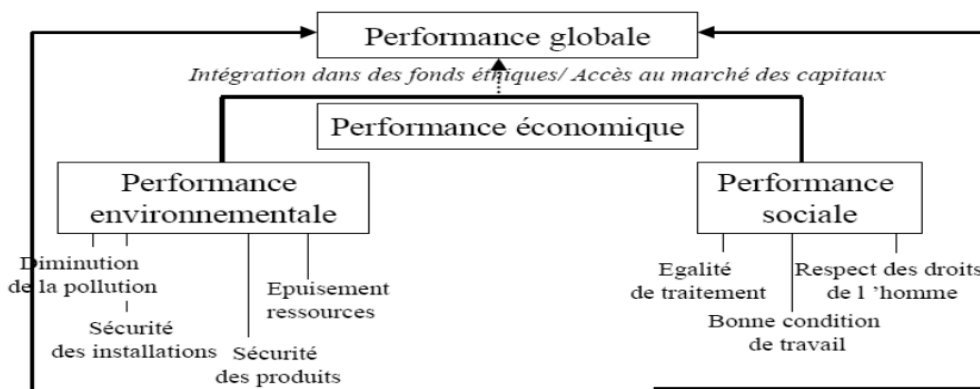 Performance globale
Intégration dans des fonds éthiques/ Accès au marché des capitaux
Performance économique
Performance
environnementale
Performance
sociale
Diminution
de la pollution
Sécurité
des installations
Sécurité
des produits
Epuisement
ressources
Egalité
de traitement
Bonne condition
de travail
Respect des droits
de l ’homme